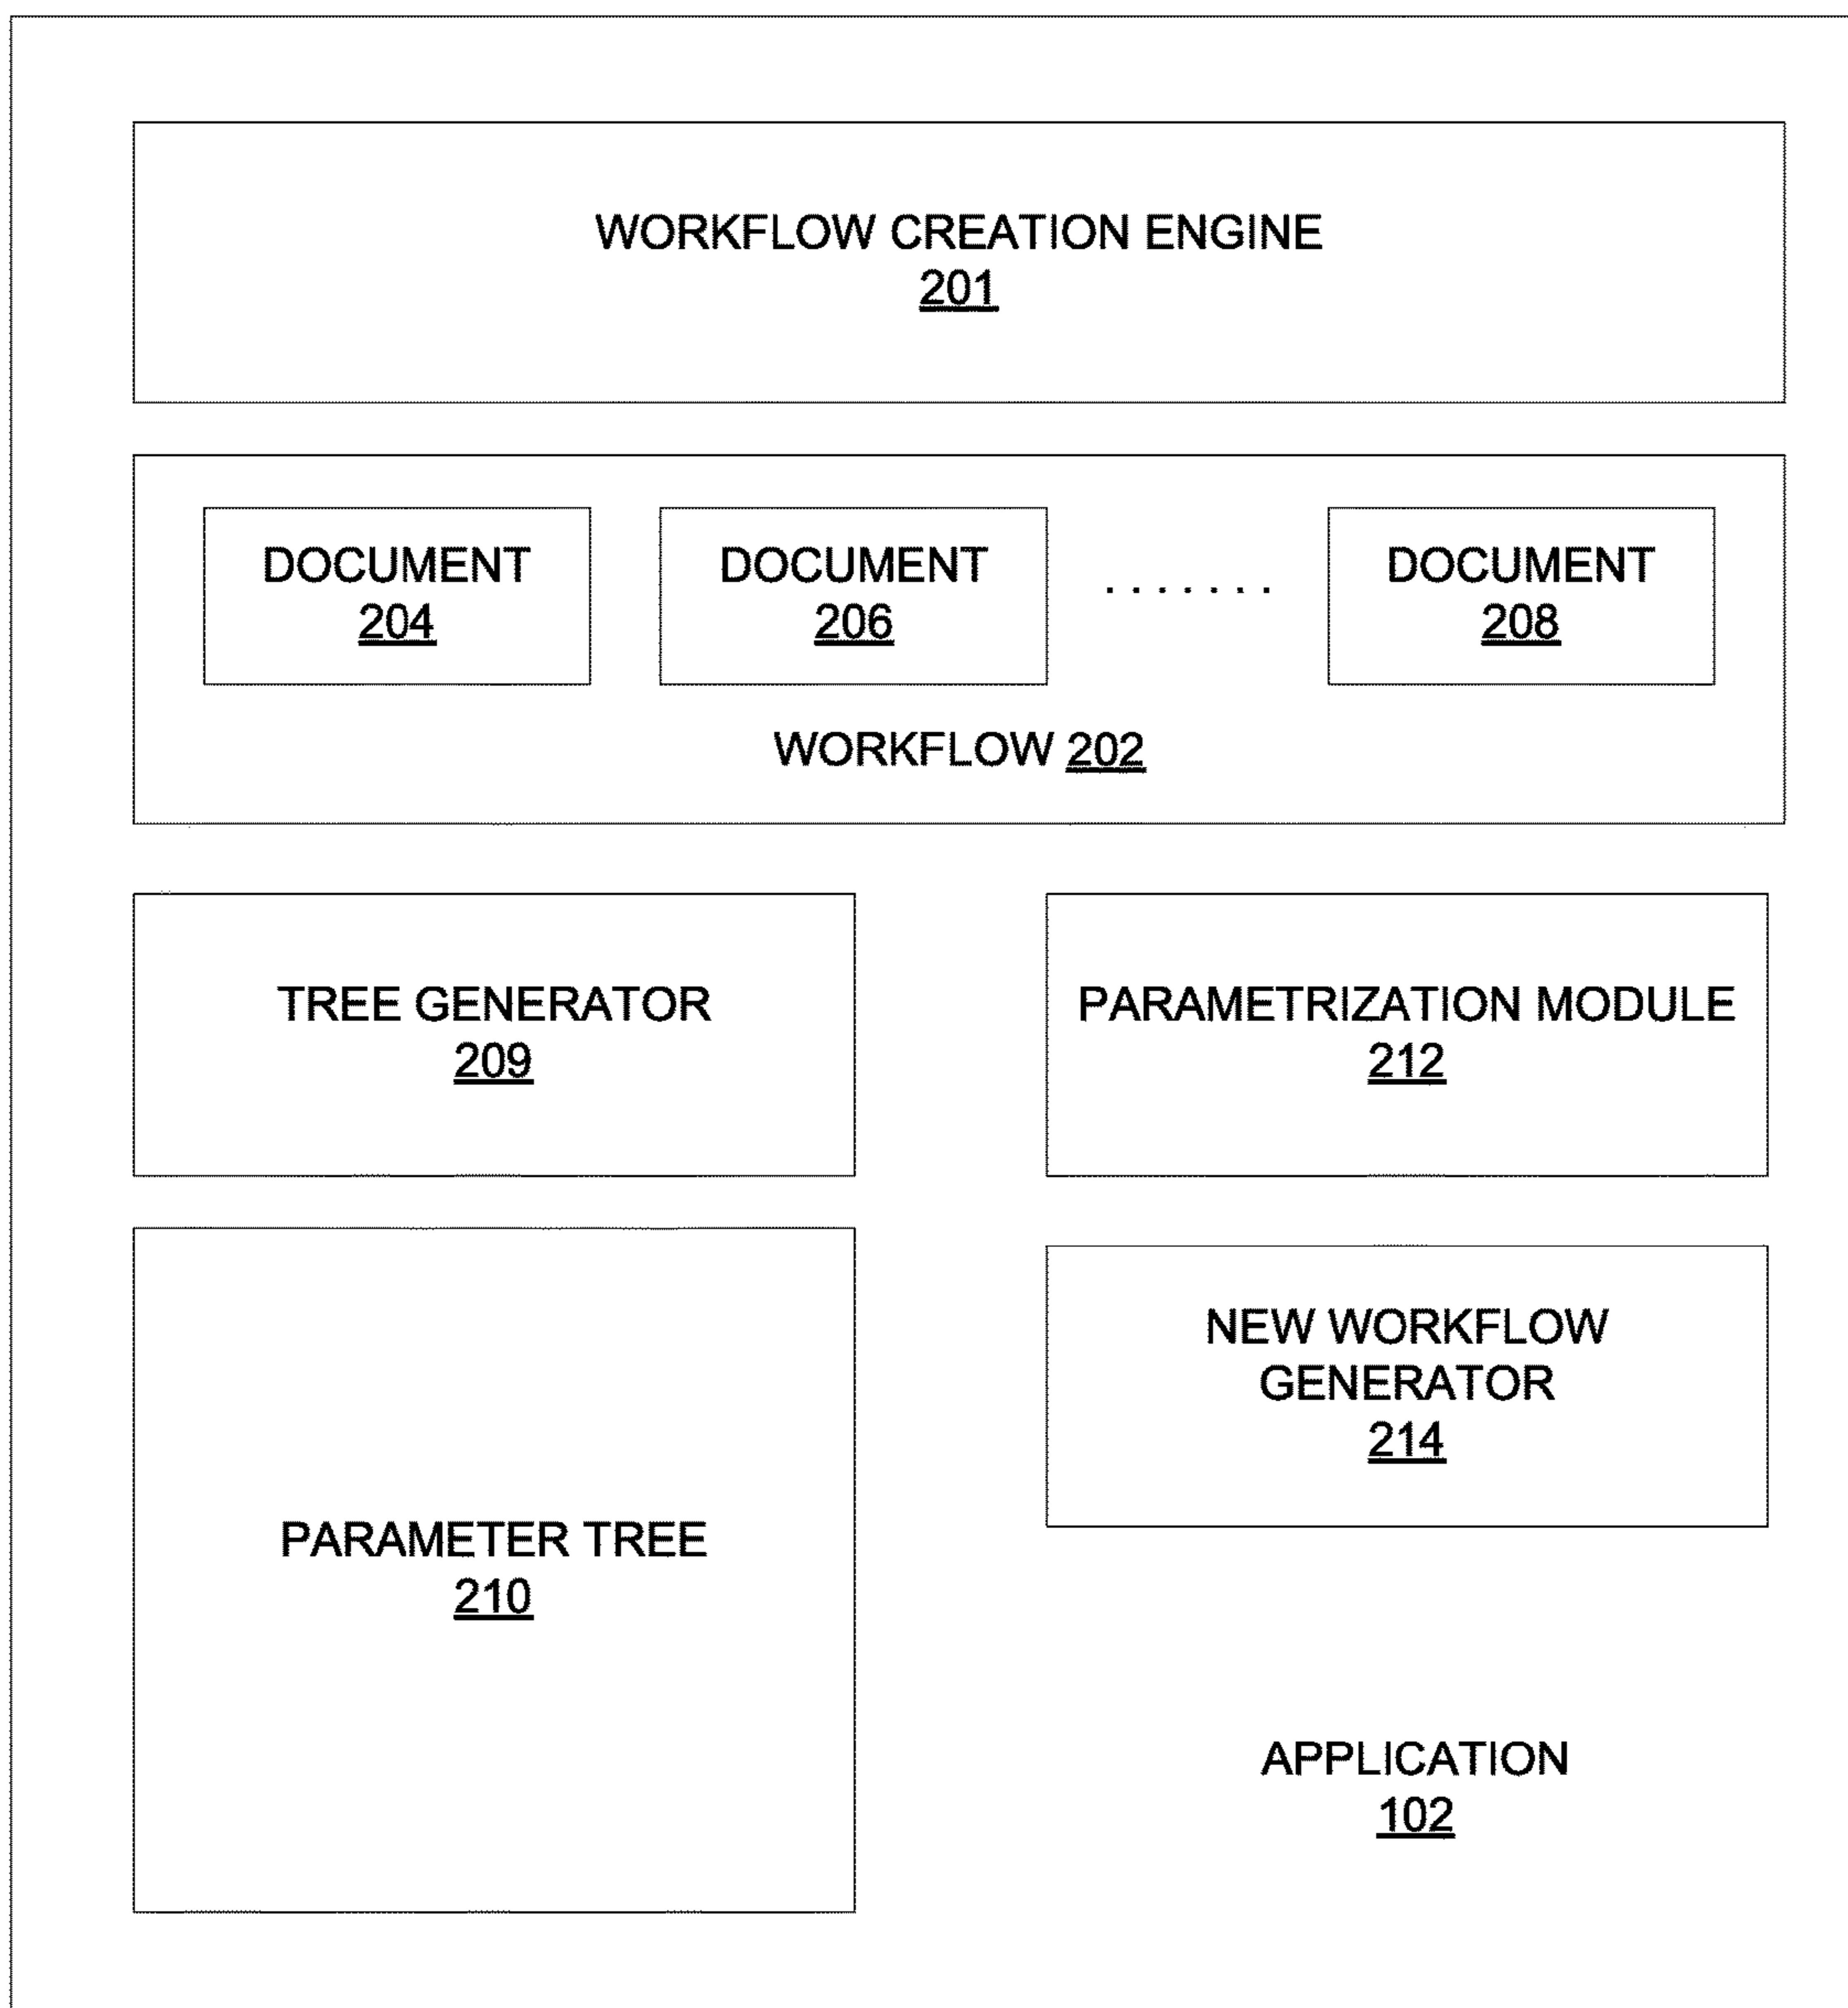 WORKFLOW CREATION ENGINE
201
DOCUMENT
204
DOCUMENT
206
.......
DOCUMENT
208
WORKFLOW 202
TREE GENERATOR
209
PARAMETRIZATION MODULE
212
PARAMETER TREE
210
NEW WORKFLOW
GENERATOR
214
APPLICATION
102